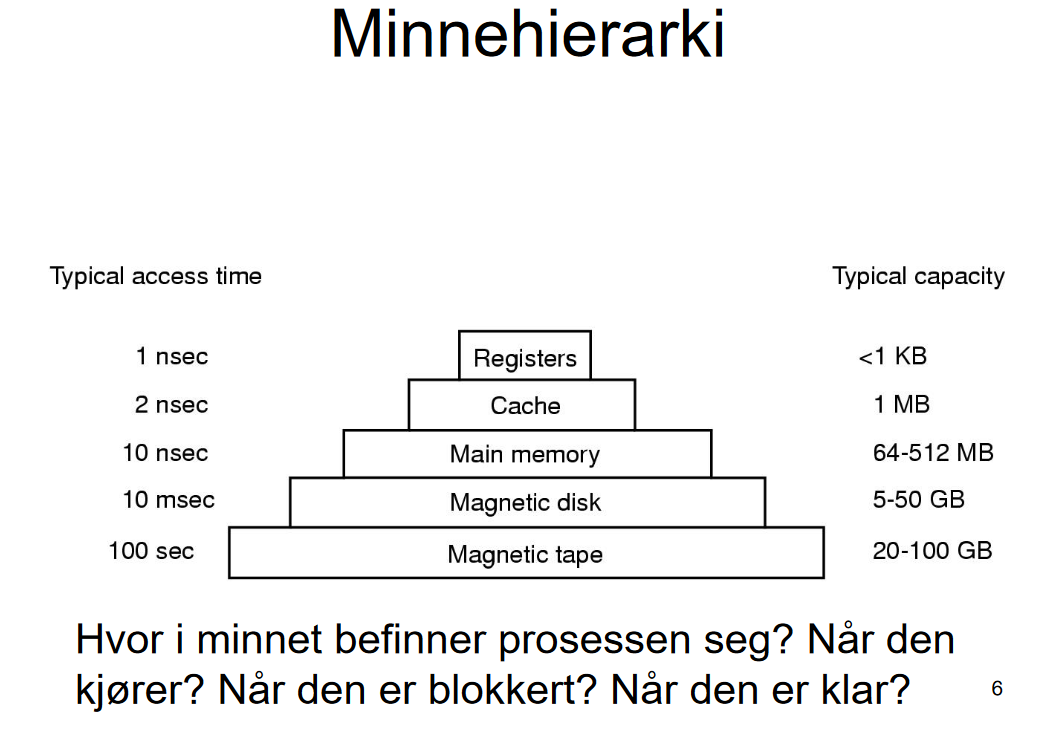 Minnehierarki
Typical access time
Typical capacity
1 nsec
Registers
<1 KB
2 nsec
Cache
1 MB
10 nsec
Main memory
64-512 MB
10 msec
Magnetic disk
5-50 GB
100 sec
Magnetic tape
20-100 GB
Hvor i minnet befinner prosessen seg? Når den
kjører? Når den er blokkert? Når den er klar?
6